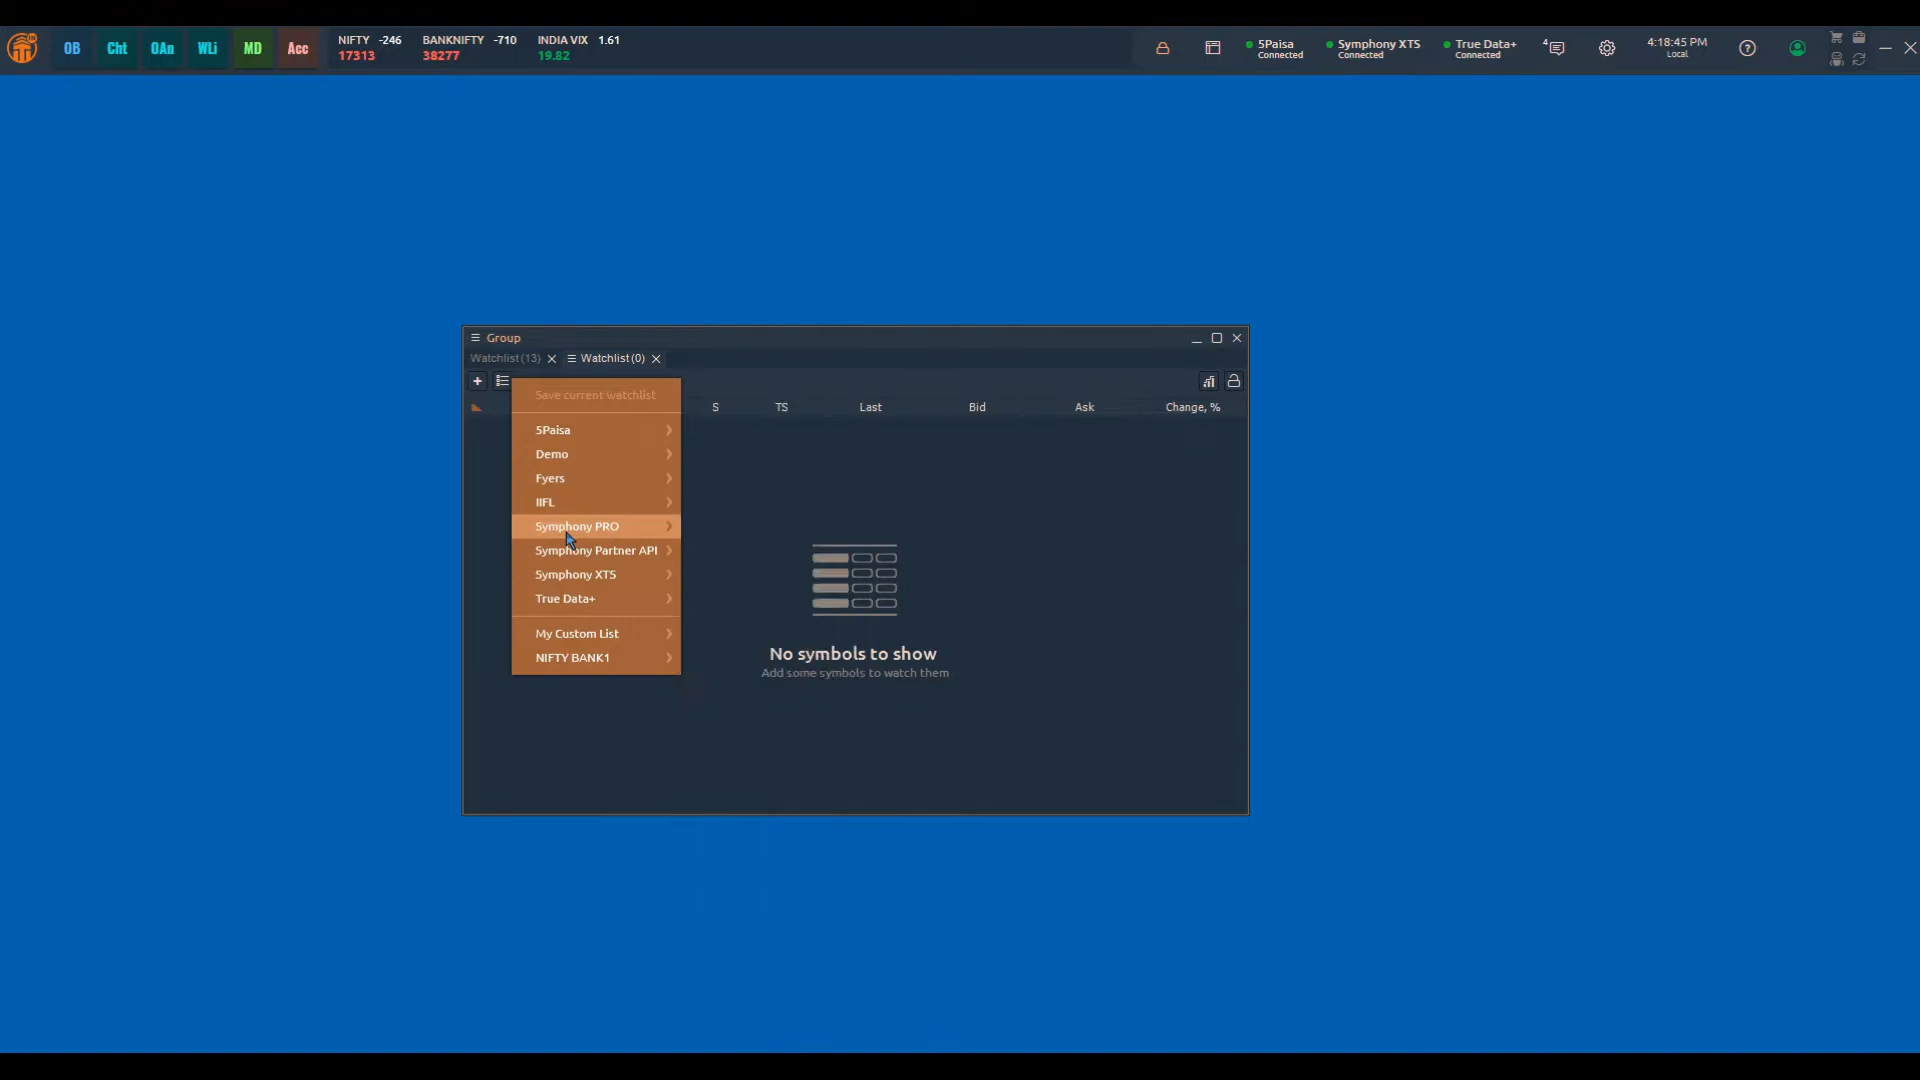 OB Cht OAn WLi MD Acc
NIFTY -246
17313
BANKNIFTY -710
38277
INDIA VIX 1.61
19.82
5Paisa
Connected
Symphony XTS
Connected
True Data+
Connected
4
4:18:45 PM
Local
Group
Watchlist(13)
Watchlist(0)
S TS Last Bid Ask Change, %
Save current watchlist
5Paisa
Demo
Fyers
IIFL
Symphony PRO
Symphony Partner API
Symphony XTS
True Data+
My Custom List
NIFTY BANK1
No symbols to show
Add some symbols to watch them